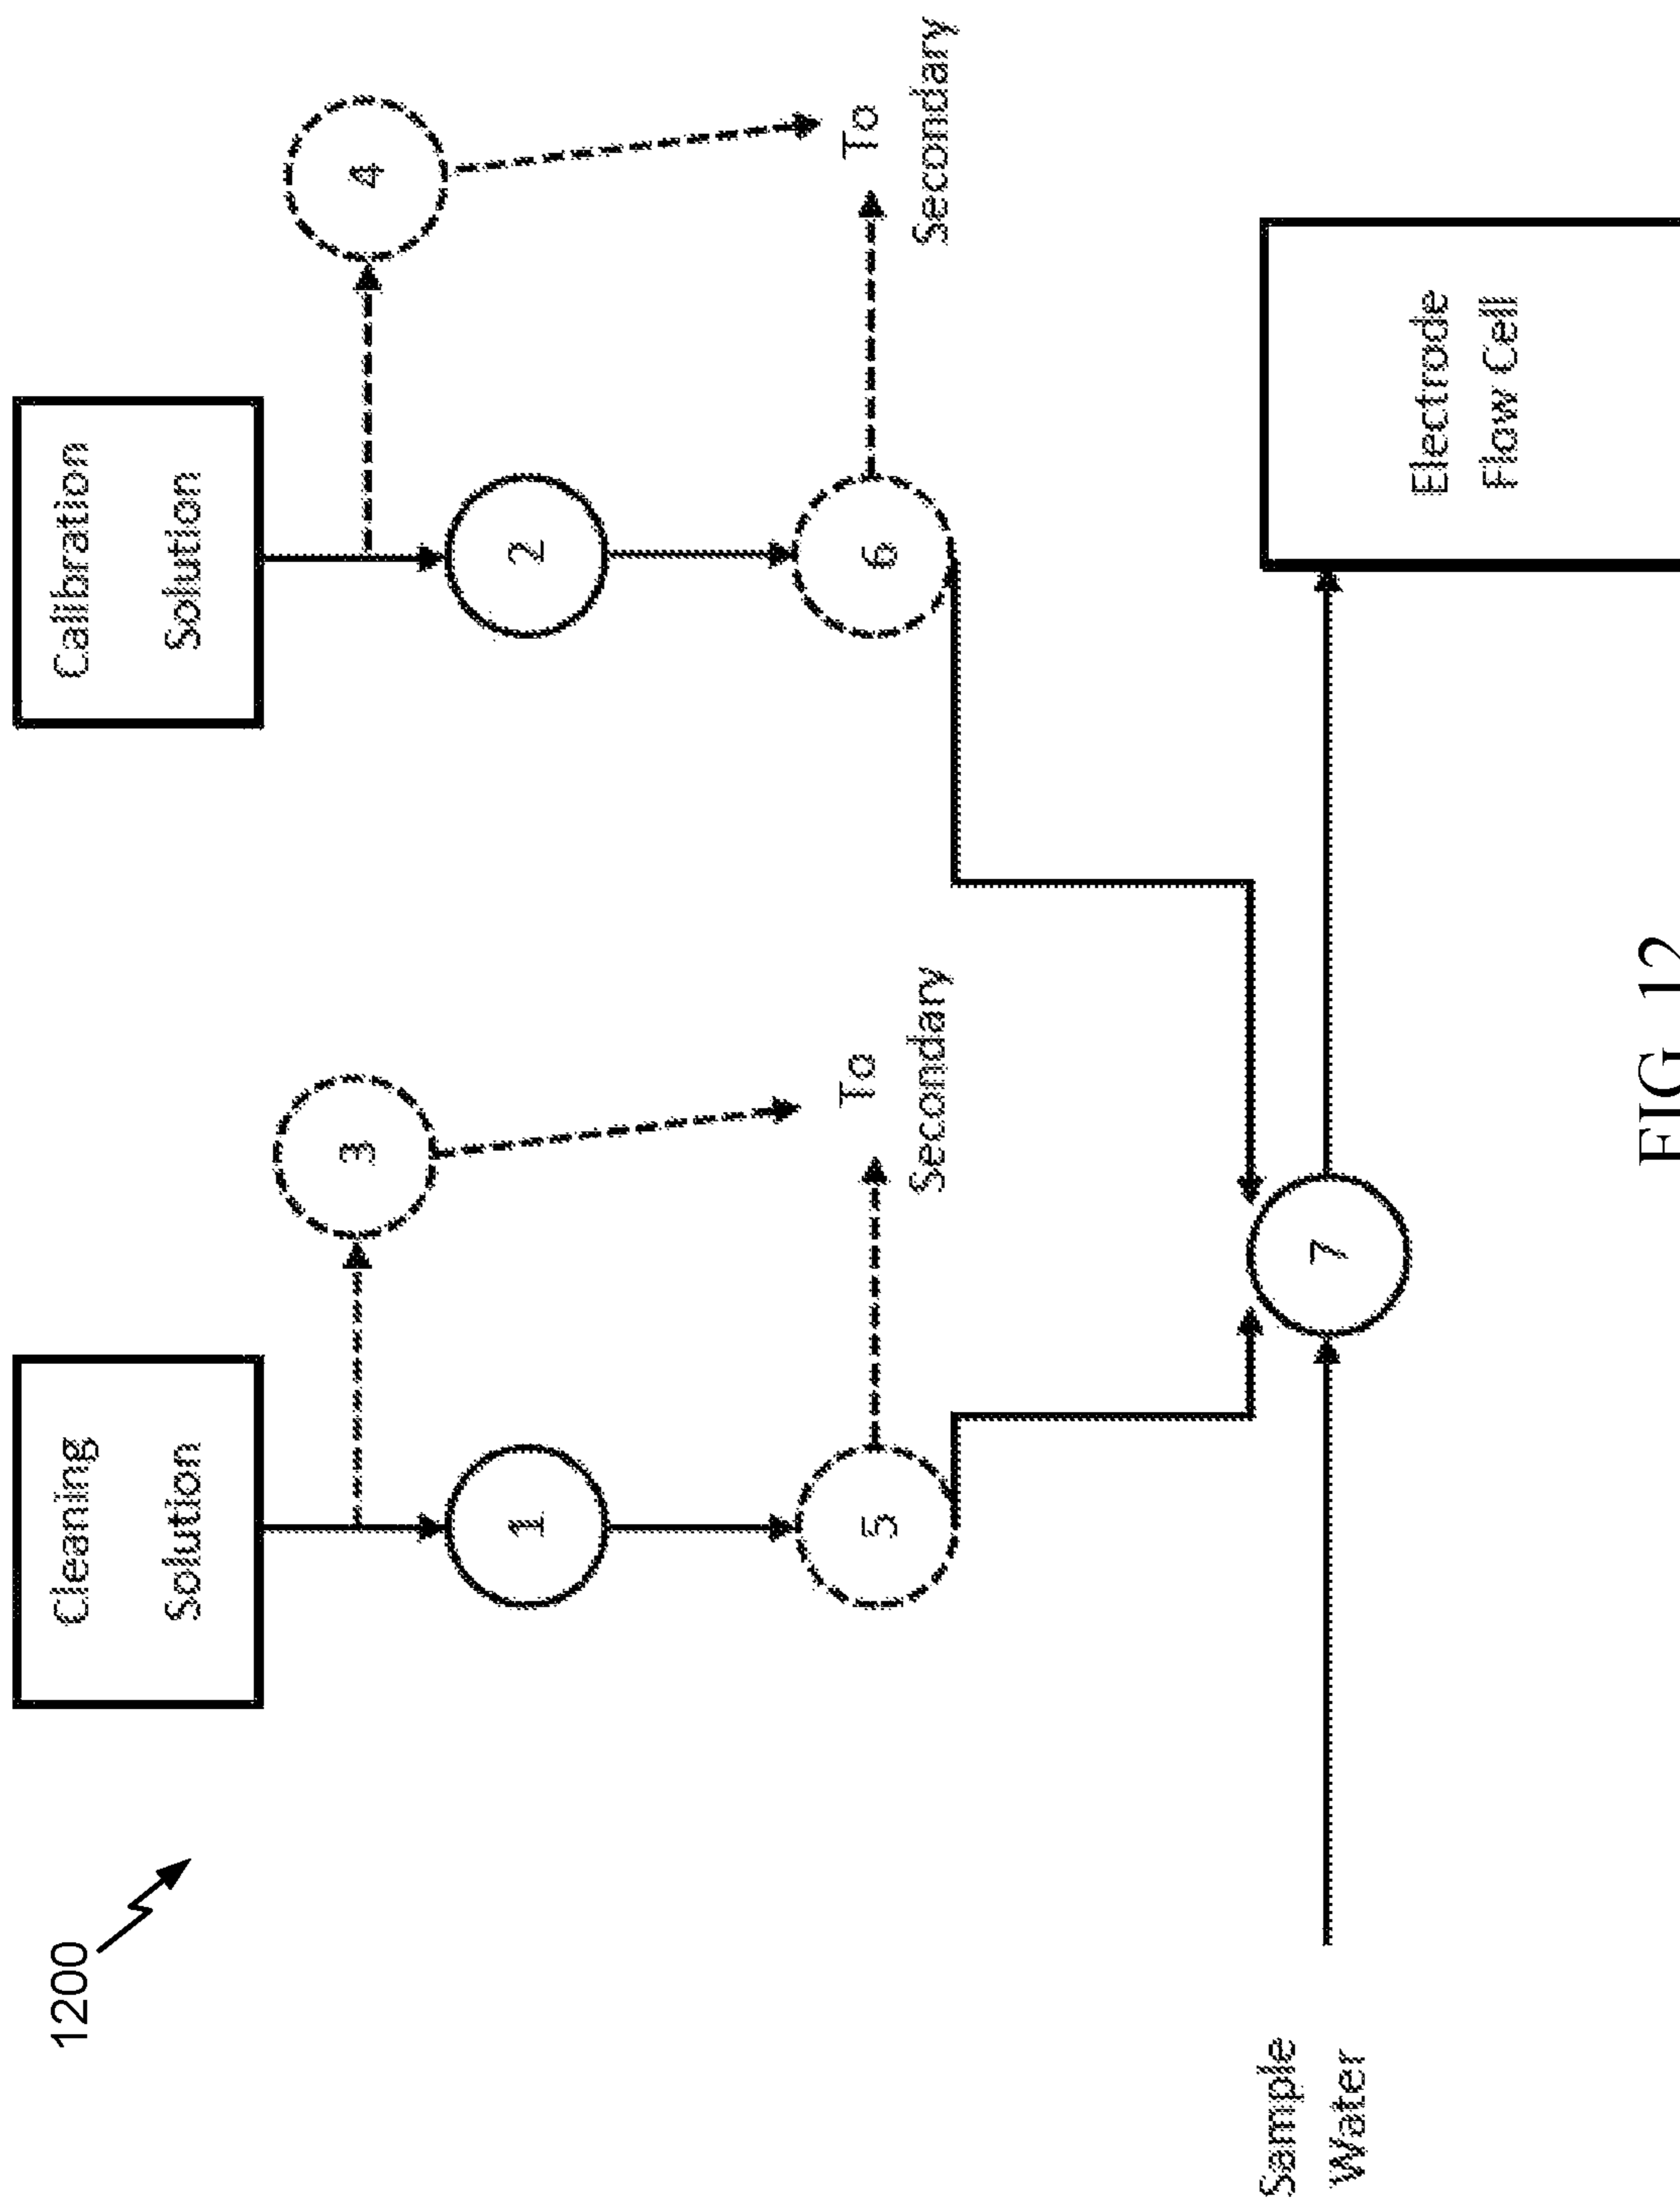 1200
Cleaning
Solution
Calibration
Solution
3
4
1
2
5
6
To
Secondary
To
Secondary
7
Sample
Water
Electrode
Flow Cell
FIG. 12